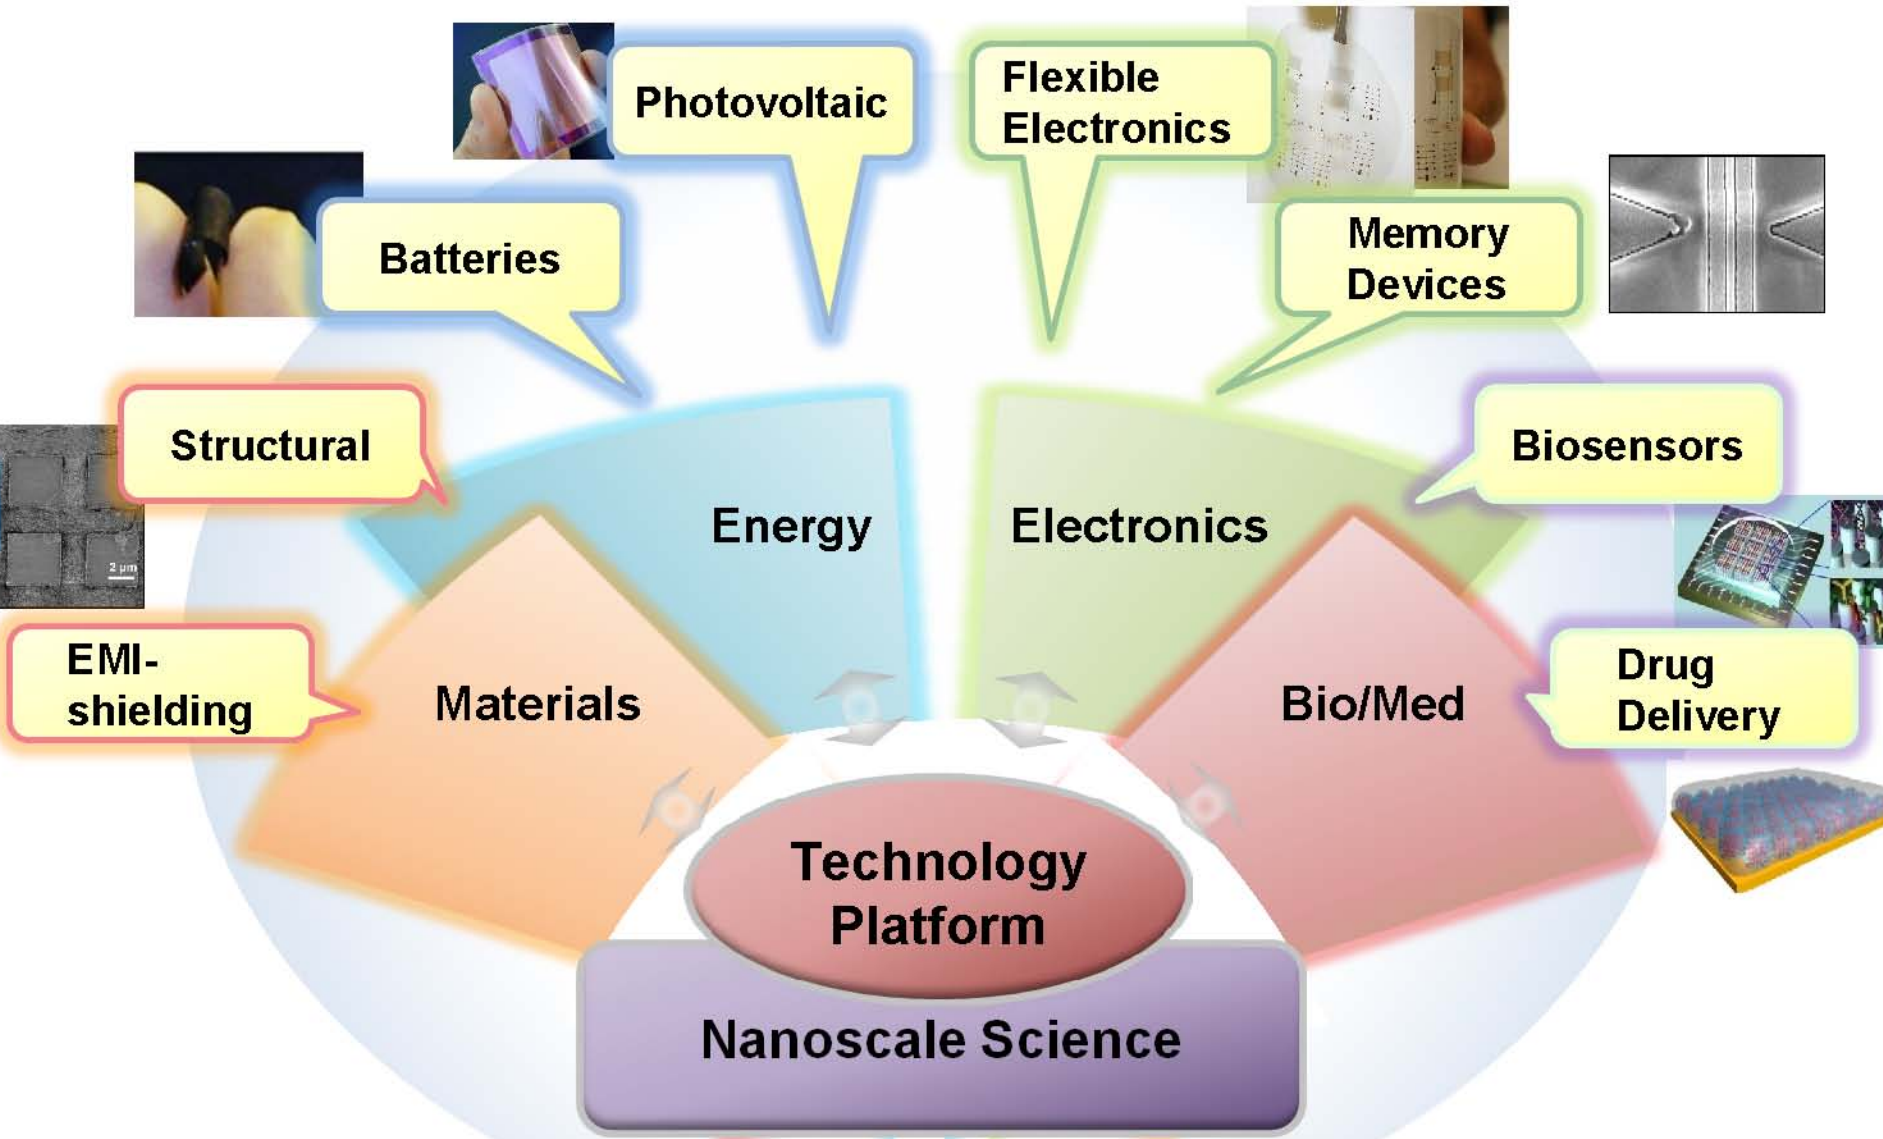 Photovoltaic
Flexible
Electronics
Batteries
Memory
Devices
Structural
Biosensors
Energy
Electronics
2 μm
EMI-
shielding
Materials
Bio/Med
Drug
Delivery
Technology
Platform
Nanoscale Science